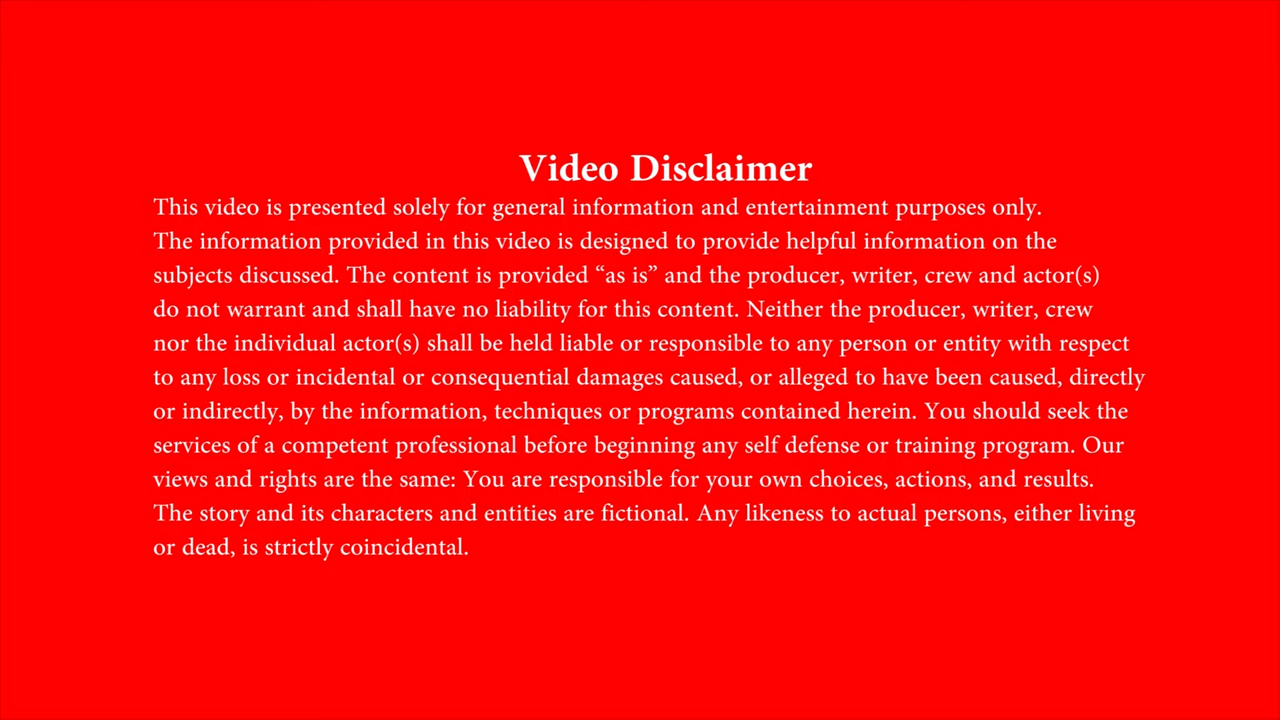 Video Disclaimer
This video is presented solely for general information and entertainment purposes only.
The information provided in this video is designed to provide helpful information on the
subjects discussed. The content is provided “as is” and the producer, writer, crew and actor(s)
do not warrant and shall have no liability for this content. Neither the producer, writer, crew
nor the individual actor(s) shall be held liable or responsible to any person or entity with respect
to any loss or incidental or consequential damages caused, or alleged to have been caused, directly
or indirectly, by the information, techniques or programs contained herein. You should seek the
services of a competent professional before beginning any self defense or training program. Our
views and rights are the same: You are responsible for your own choices, actions, and results.
The story and its characters and entities are fictional. Any likeness to actual persons, either living
or dead, is strictly coincidental.